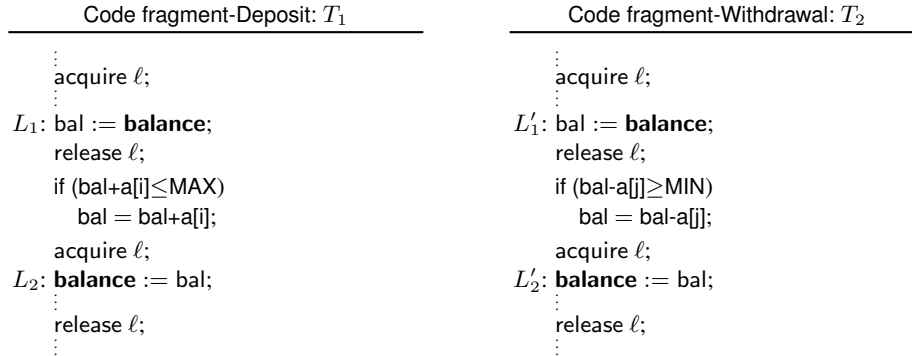 Code fragment-Deposit: T₁
⋮
acquire ℓ;
⋮
L₁: bal := balance;
release ℓ;
if (bal+a[i]≤MAX)
bal = bal+a[i];
acquire ℓ;
L₂: balance := bal;
⋮
release ℓ;
⋮
Code fragment-Withdrawal: T₂
⋮
acquire ℓ;
⋮
L′₁: bal := balance;
release ℓ;
if (bal-a[j]≥MIN)
bal = bal-a[j];
acquire ℓ;
L′₂: balance := bal;
⋮
release ℓ;
⋮